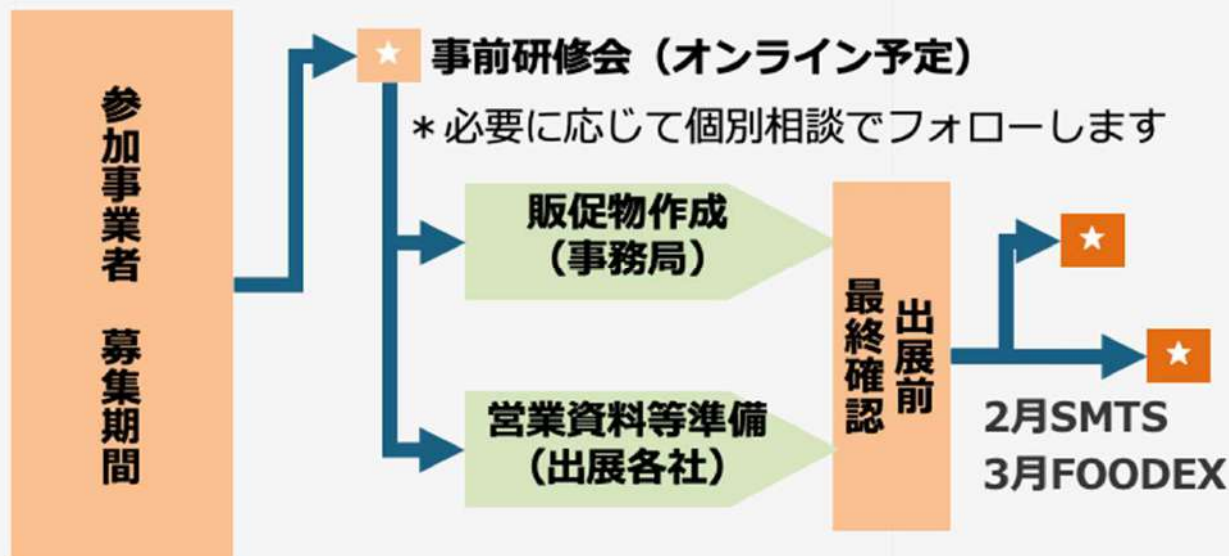 参加事業者　募集期間
事前研修会（オンライン予定）
＊必要に応じて個別相談でフォローします
販促物作成
（事務局）
営業資料等準備
（出展各社）
出展前
最終確認
2月SMTS
3月FOODEX